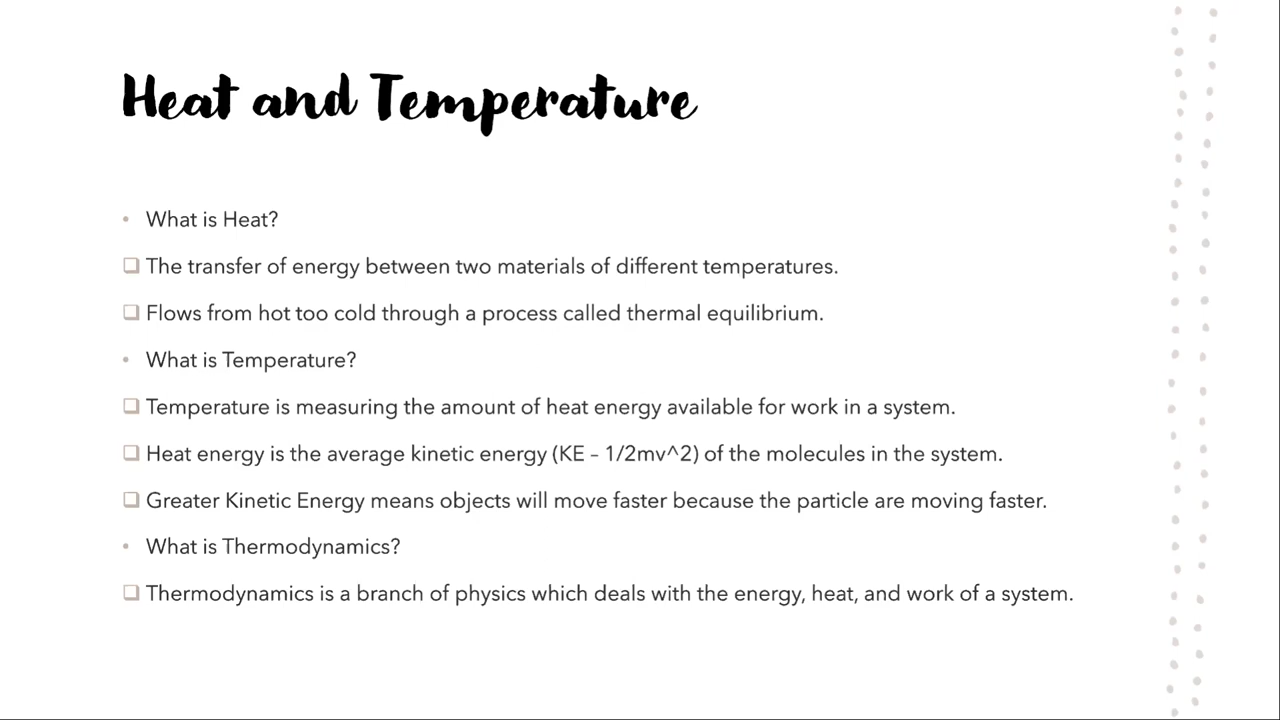 Heat and Temperature
• What is Heat?
❑ The transfer of energy between two materials of different temperatures.
❑ Flows from hot too cold through a process called thermal equilibrium.
• What is Temperature?
❑ Temperature is measuring the amount of heat energy available for work in a system.
❑ Heat energy is the average kinetic energy (KE – 1/2mv^2) of the molecules in the system.
❑ Greater Kinetic Energy means objects will move faster because the particle are moving faster.
• What is Thermodynamics?
❑ Thermodynamics is a branch of physics which deals with the energy, heat, and work of a system.